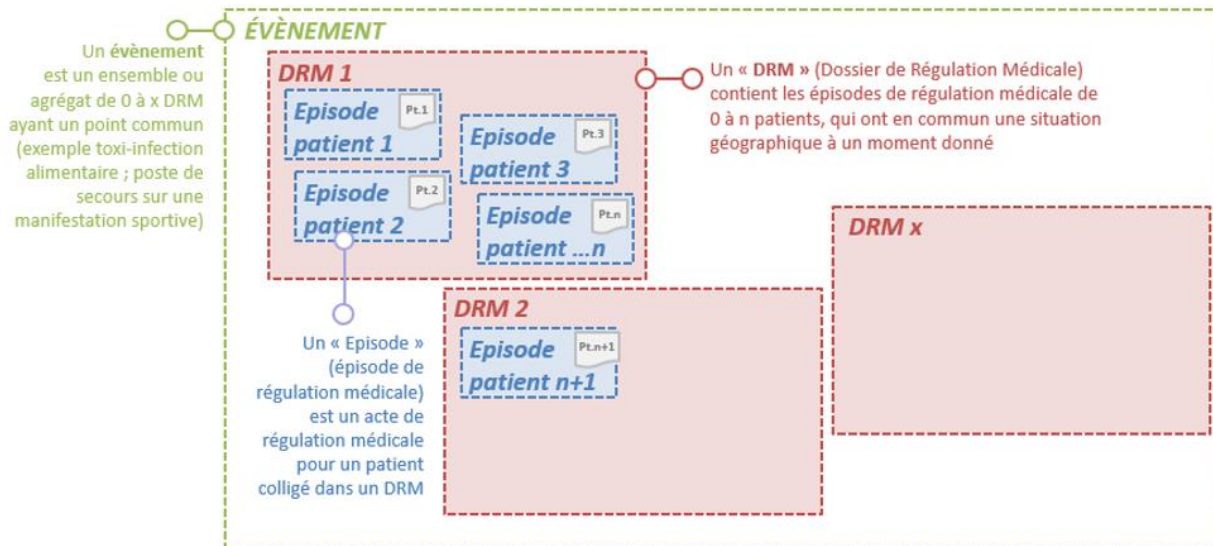 ÉVÈNEMENT
Un évènement
est un ensemble ou
agrégat de 0 à x DRM
ayant un point commun
(exemple toxi-infection
alimentaire ; poste de
secours sur une
manifestation sportive)
DRM 1
Episode
patient 1
Pt.1
Episode
patient 2
Pt.2
Episode
patient 3
Pt.3
Episode
patient ...n
Pt.n
Un « DRM » (Dossier de Régulation Médicale)
contient les épisodes de régulation médicale de
0 à n patients, qui ont en commun une situation
géographique à un moment donné
DRM x
DRM 2
Episode
patient n+1
Pt.n+1
Un « Episode »
(épisode de
régulation médicale)
est un acte de
régulation médicale
pour un patient
colligé dans un DRM